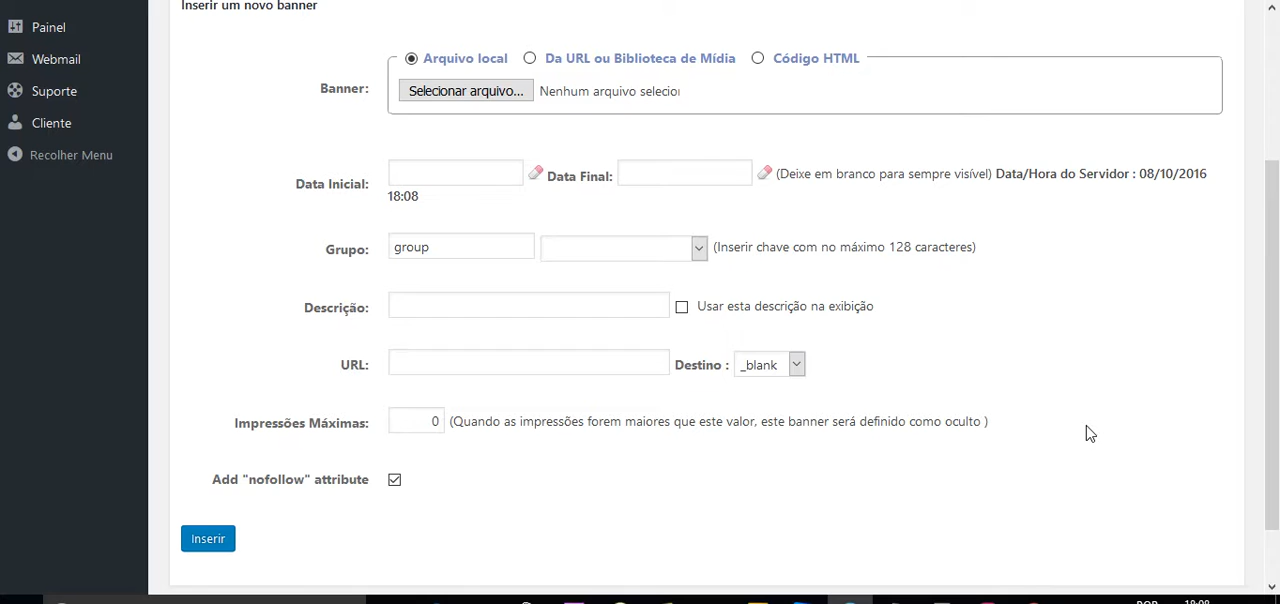 Inserir um novo banner
Painel
Webmail
Suporte
Cliente
Recolher Menu
Arquivo local Da URL ou Biblioteca de Mídia Código HTML
Banner:
Selecionar arquivo... Nenhum arquivo selecio
Data Inicial: Data Final: (Deixe em branco para sempre visível) Data/Hora do Servidor : 08/10/2016
18:08
Grupo: group (Inserir chave com no máximo 128 caracteres)
Descrição: Usar esta descrição na exibição
URL: Destino : _blank
Impressões Máximas: 0 (Quando as impressões forem maiores que este valor, este banner será definido como oculto )
Add "nofollow" attribute
Inserir
POR 18:08